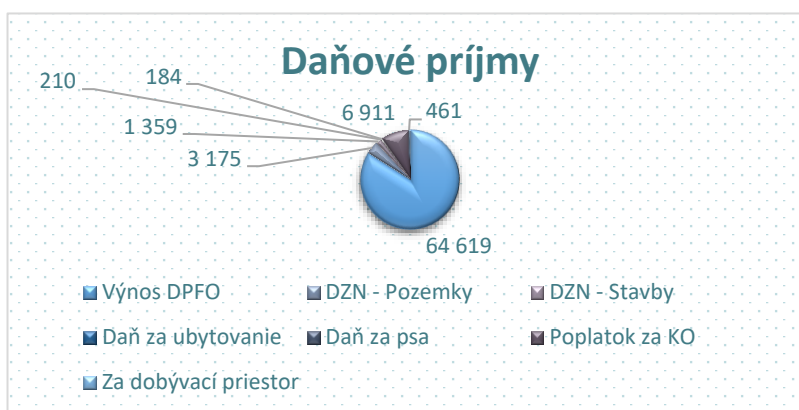 Daňové príjmy
184
210
6 911
461
1 359
3 175
64 619
Výnos DPFO
DZN - Pozemky
DZN - Stavby
Daň za ubytovanie
Daň za psa
Poplatok za KO
Za dobývací priestor